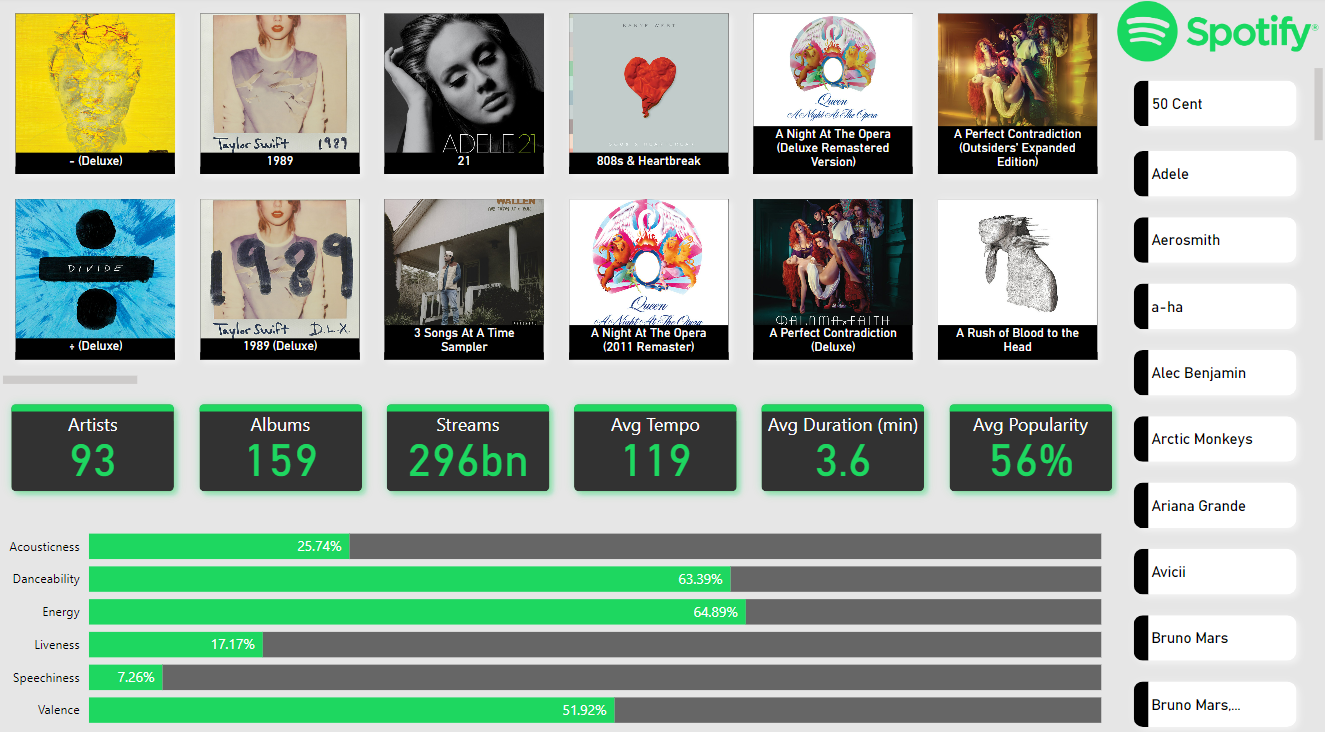 Spotify®
Taylor Swift 1989
ADELE 21
KANYE WEST
Queen
A Night At The Opera
- (Deluxe)
1989
21
808s & Heartbreak
A Night At The Opera
(Deluxe Remastered
Version)
A Perfect Contradiction
(Outsiders' Expanded
Edition)
DIVIDE
1989
Taylor Swift D.L.X.
WALLEN
Queen
A Night At The Opera
PALOMA FAITH
+ (Deluxe)
1989 (Deluxe)
3 Songs At A Time
Sampler
A Night At The Opera
(2011 Remaster)
A Perfect Contradiction
(Deluxe)
A Rush of Blood to the
Head
50 Cent
Adele
Aerosmith
a-ha
Alec Benjamin
Arctic Monkeys
Ariana Grande
Avicii
Bruno Mars
Bruno Mars,...
Artists
93
Albums
159
Streams
296bn
Avg Tempo
119
Avg Duration (min)
3.6
Avg Popularity
56%
Acousticness 25.74%
Danceability 63.39%
Energy 64.89%
Liveness 17.17%
Speechiness 7.26%
Valence 51.92%